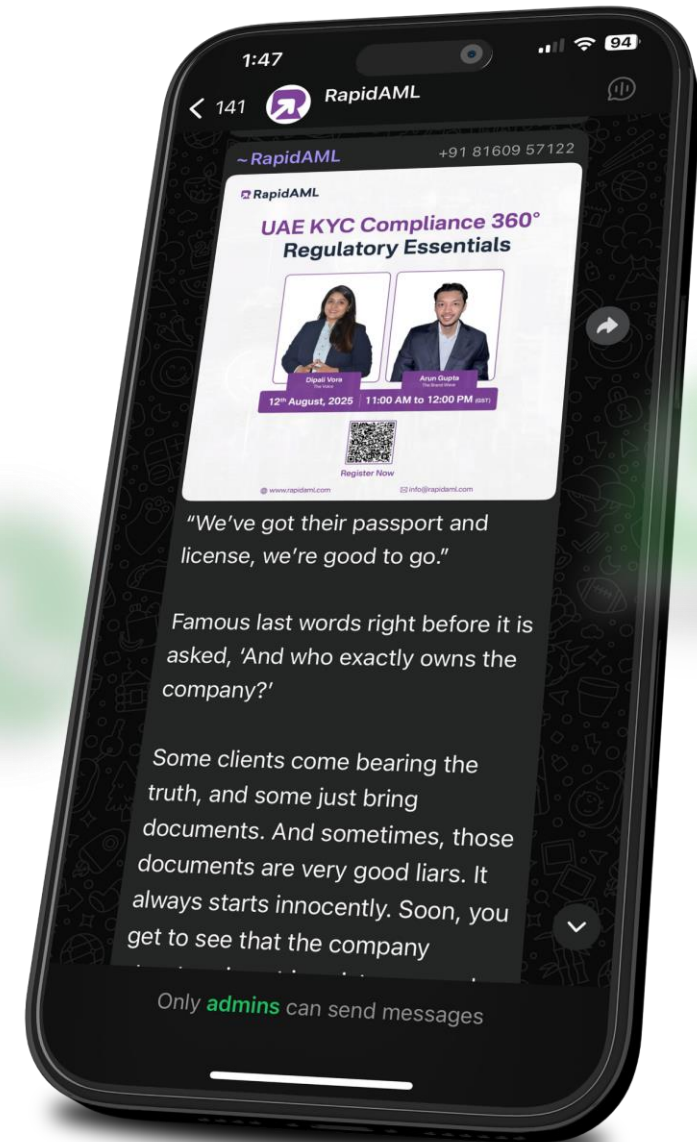 1:47
94
141 RapidAML
~RapidAML +91 81609 57122
RapidAML
UAE KYC Compliance 360°
Regulatory Essentials
Dipali Vora
The Voice
Arun Gupta
The Brand Wave
12th August, 2025 11:00 AM to 12:00 PM (GST)
Register Now
www.rapidaml.com info@rapidaml.com
“We’ve got their passport and
license, we’re good to go.”
Famous last words right before it is
asked, ‘And who exactly owns the
company?’
Some clients come bearing the
truth, and some just bring
documents. And sometimes, those
documents are very good liars. It
always starts innocently. Soon, you
get to see that the company
Only admins can send messages